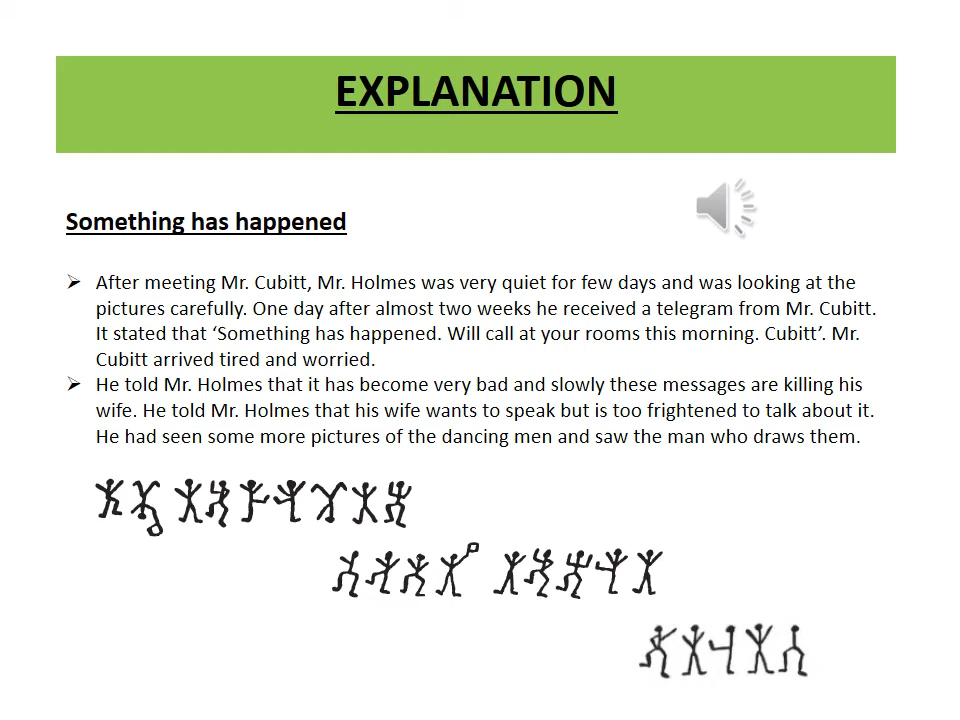 EXPLANATION
Something has happened
➢ After meeting Mr. Cubitt, Mr. Holmes was very quiet for few days and was looking at the
pictures carefully. One day after almost two weeks he received a telegram from Mr. Cubitt.
It stated that ‘Something has happened. Will call at your rooms this morning. Cubitt’. Mr.
Cubitt arrived tired and worried.
➢ He told Mr. Holmes that it has become very bad and slowly these messages are killing his
wife. He told Mr. Holmes that his wife wants to speak but is too frightened to talk about it.
He had seen some more pictures of the dancing men and saw the man who draws them.